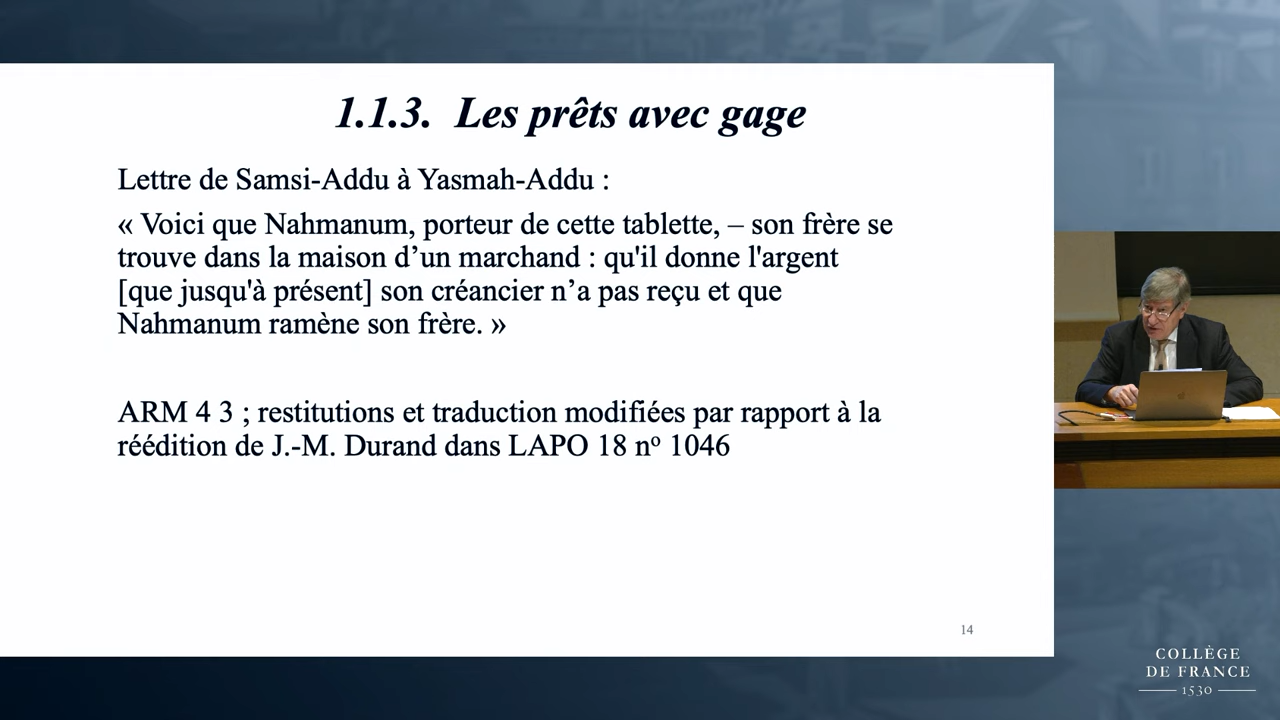 1.1.3. Les prêts avec gage
Lettre de Samsi-Addu à Yasmah-Addu :
« Voici que Nahmanum, porteur de cette tablette, – son frère se
trouve dans la maison d’un marchand : qu'il donne l'argent
[que jusqu'à présent] son créancier n’a pas reçu et que
Nahmanum ramène son frère. »
ARM 4 3 ; restitutions et traduction modifiées par rapport à la
réédition de J.-M. Durand dans LAPO 18 nº 1046
14
COLLÈGE
DE FRANCE
1530